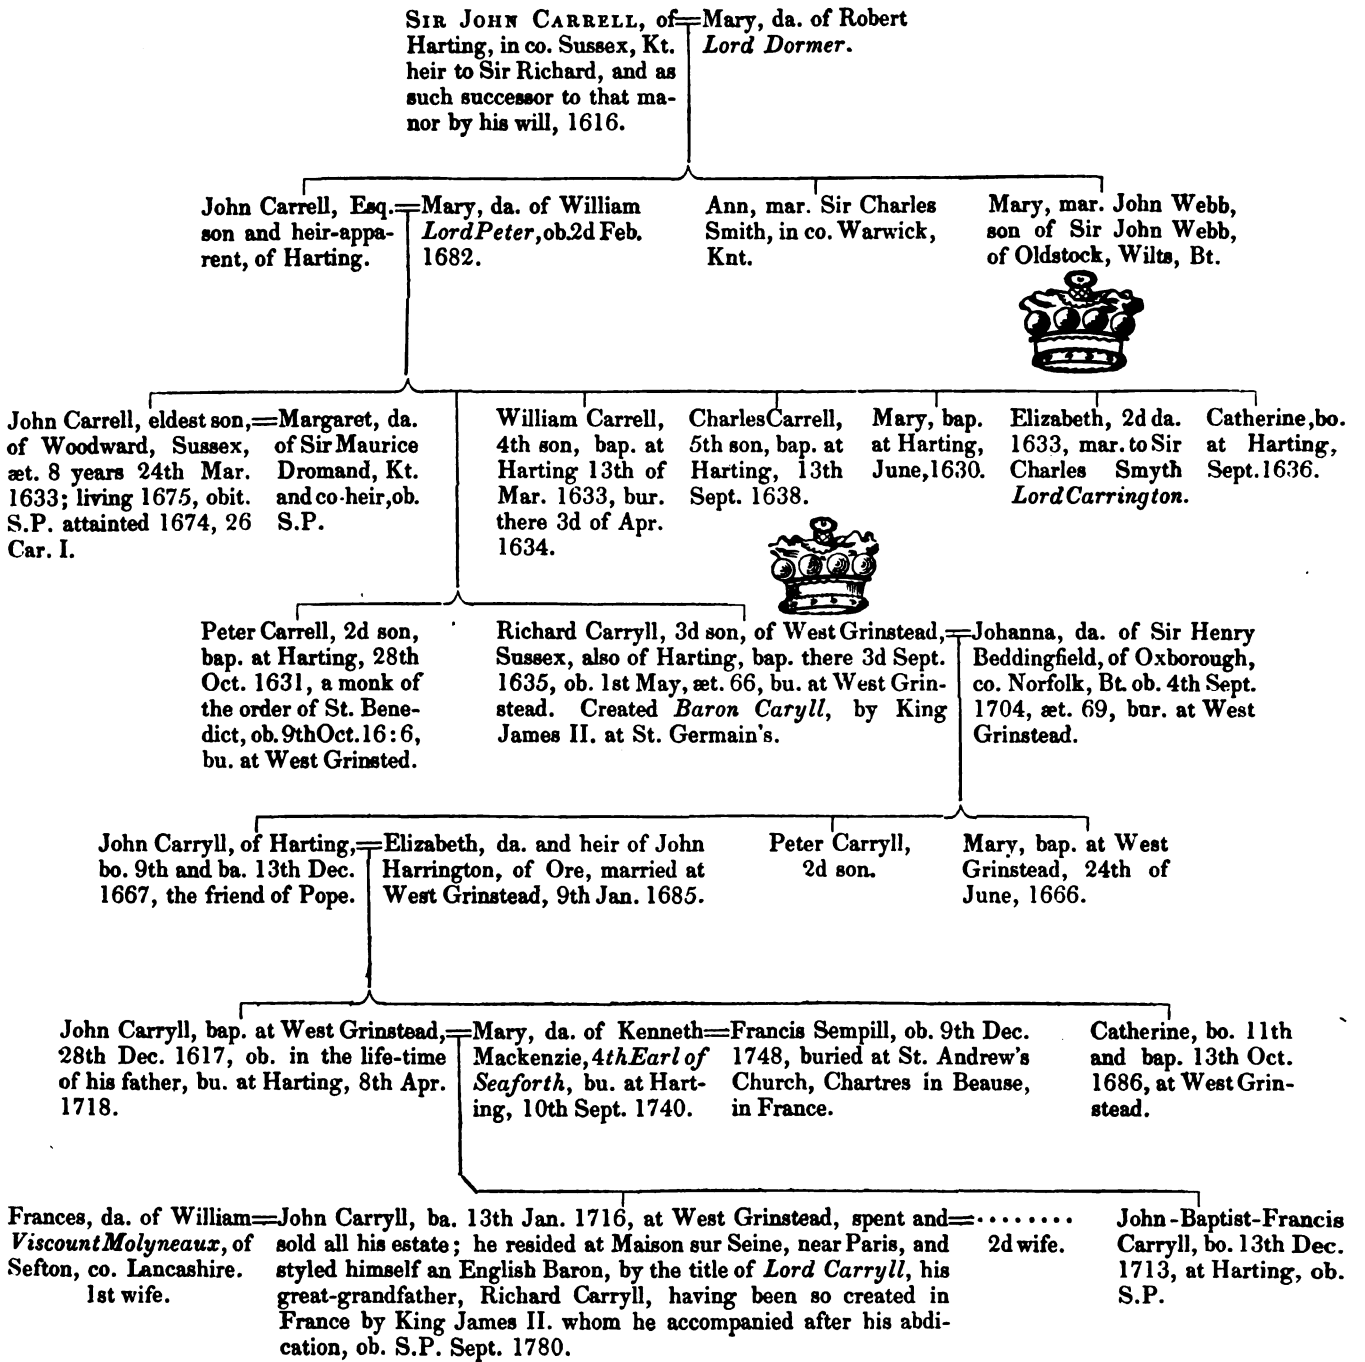 SIR JOHN CARRELL, of
Harting, in co. Sussex, Kt.
heir to Sir Richard, and as
such successor to that ma-
nor by his will, 1616.
=Mary, da. of Robert
Lord Dormer.
John Carrell, Esq.
son and heir-appa-
rent, of Harting.
=Mary, da. of William
Lord Peter, ob. 2d Feb.
1682.
Ann, mar. Sir Charles
Smith, in co. Warwick,
Knt.
Mary, mar. John Webb,
son of Sir John Webb,
of Oldstock, Wilts, Bt.
John Carrell, eldest son,
of Woodward, Sussex,
æt. 8 years 24th Mar.
1633; living 1675, obit.
S.P. attainted 1674, 26
Car. I.
=Margaret, da.
of Sir Maurice
Dromand, Kt.
and co-heir, ob.
S.P.
William Carrell,
4th son, bap. at
Harting 13th of
Mar. 1633, bur.
there 3d of Apr.
1634.
Charles Carrell,
5th son, bap. at
Harting, 13th
Sept. 1638.
Mary, bap.
at Harting,
June, 1630.
Elizabeth, 2d da.
1633, mar. to Sir
Charles Smyth
Lord Carrington.
Catherine, bo.
at Harting,
Sept. 1636.
Peter Carrell, 2d son,
bap. at Harting, 28th
Oct. 1631, a monk of
the order of St. Bene-
dict, ob. 9th Oct. 16:6,
bu. at West Grinsted.
Richard Carryll, 3d son, of West Grinstead,
Sussex, also of Harting, bap. there 3d Sept.
1635, ob. 1st May, æt. 66, bu. at West Grin-
stead. Created Baron Caryll, by King
James II. at St. Germain's.
=Johanna, da. of Sir Henry
Beddingfield, of Oxborough,
co. Norfolk, Bt. ob. 4th Sept.
1704, æt. 69, bur. at West
Grinstead.
John Carryll, of Harting,
bo. 9th and ba. 13th Dec.
1667, the friend of Pope.
=Elizabeth, da. and heir of John
Harrington, of Ore, married at
West Grinstead, 9th Jan. 1685.
Peter Carryll,
2d son.
Mary, bap. at West
Grinstead, 24th of
June, 1666.
John Carryll, bap. at West Grinstead,
28th Dec. 1617, ob. in the life-time
of his father, bu. at Harting, 8th Apr.
1718.
=Mary, da. of Kenneth
Mackenzie, 4th Earl of
Seaforth, bu. at Hart-
ing, 10th Sept. 1740.
=Francis Sempill, ob. 9th Dec.
1748, buried at St. Andrew's
Church, Chartres in Beause,
in France.
Catherine, bo. 11th
and bap. 13th Oct.
1686, at West Grin-
stead.
Frances, da. of William
Viscount Molyneaux, of
Sefton, co. Lancashire.
1st wife.
=John Carryll, ba. 13th Jan. 1716, at West Grinstead, spent and
sold all his estate; he resided at Maison sur Seine, near Paris, and
styled himself an English Baron, by the title of Lord Carryll, his
great-grandfather, Richard Carryll, having been so created in
France by King James II. whom he accompanied after his abdi-
cation, ob. S.P. Sept. 1780.
=........
2d wife.
John-Baptist-Francis
Carryll, bo. 13th Dec.
1713, at Harting, ob.
S.P.